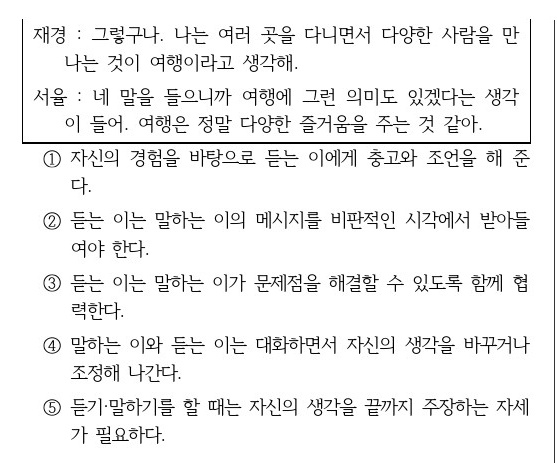 재경 : 그렇구나. 나는 여러 곳을 다니면서 다양한 사람을 만
나는 것이 여행이라고 생각해.
서율 : 네 말을 들으니까 여행에 그런 의미도 있겠다는 생각
이 들어. 여행은 정말 다양한 즐거움을 주는 것 같아.
① 자신의 경험을 바탕으로 듣는 이에게 충고와 조언을 해 준
다.
② 듣는 이는 말하는 이의 메시지를 비판적인 시각에서 받아들
여야 한다.
③ 듣는 이는 말하는 이가 문제점을 해결할 수 있도록 함께 협
력한다.
④ 말하는 이와 듣는 이는 대화하면서 자신의 생각을 바꾸거나
조정해 나간다.
⑤ 듣기·말하기를 할 때는 자신의 생각을 끝까지 주장하는 자세
가 필요하다.